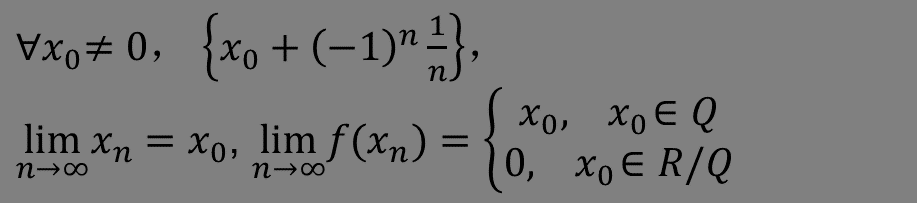 ∀x₀≠ 0， {x₀ + (−1)ⁿ 1/n},
lim_{n→∞} xₙ = x₀, lim_{n→∞} f(xₙ) = { x₀, x₀∈ Q
0, x₀∈ R/Q